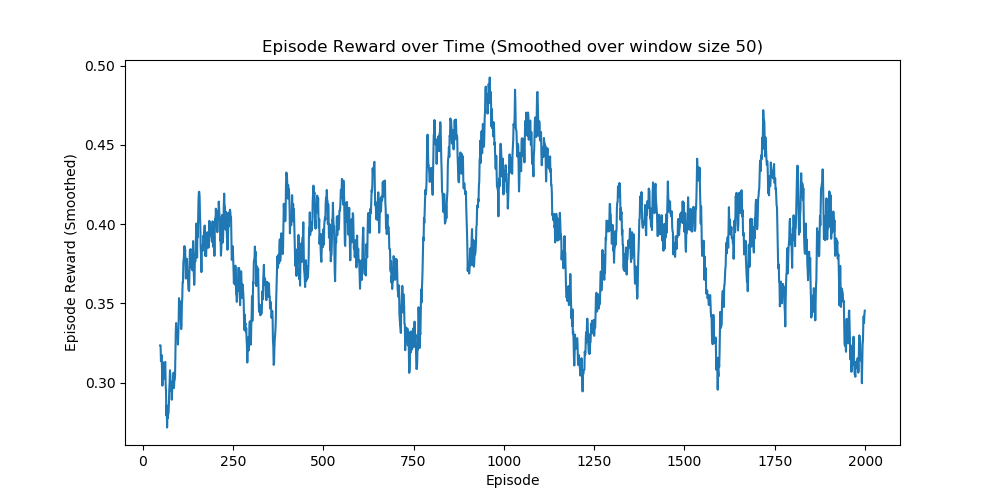 Episode Reward over Time (Smoothed over window size 50)
Episode Reward (Smoothed)
0.50
0.45
0.40
0.35
0.30
0 250 500 750 1000 1250 1500 1750 2000
Episode